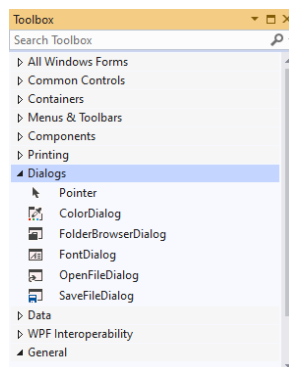 Toolbox
Search Toolbox
All Windows Forms
Common Controls
Containers
Menus & Toolbars
Components
Printing
Dialogs
Pointer
ColorDialog
FolderBrowserDialog
FontDialog
OpenFileDialog
SaveFileDialog
Data
WPF Interoperability
General